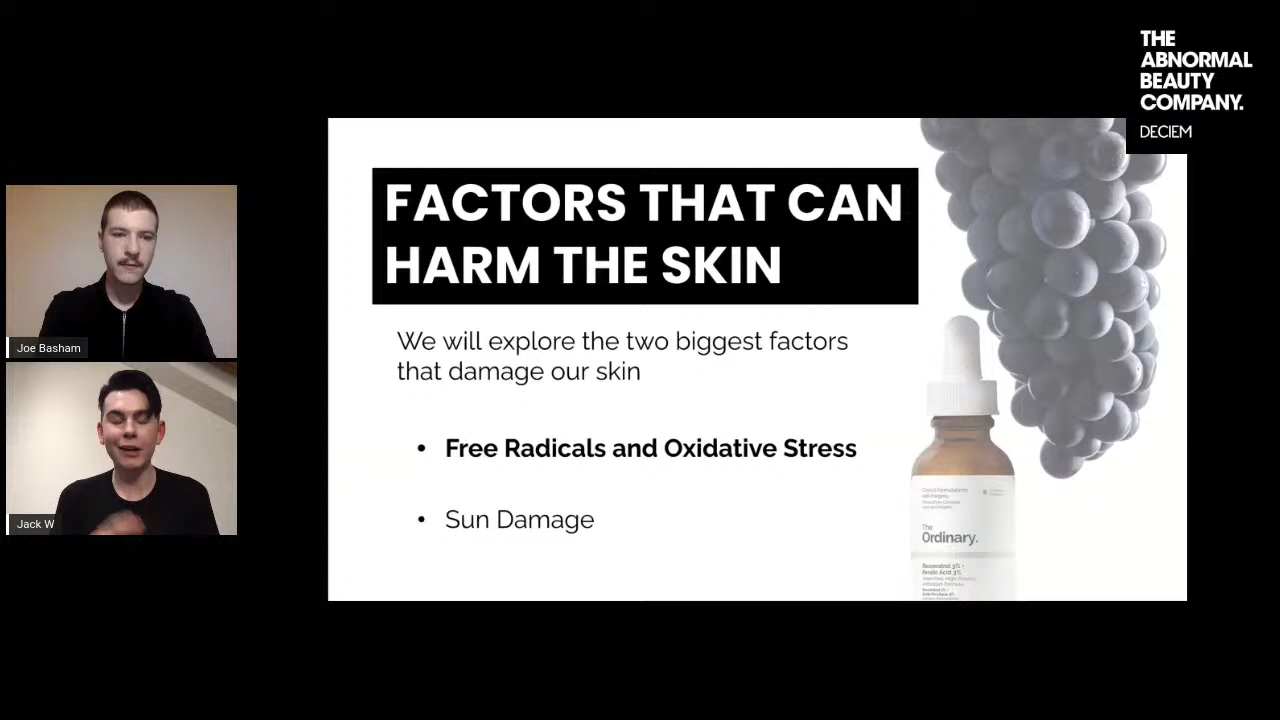 THE
ABNORMAL
BEAUTY
COMPANY.
DECIEM
FACTORS THAT CAN
HARM THE SKIN
We will explore the two biggest factors
that damage our skin
• Free Radicals and Oxidative Stress
• Sun Damage
Joe Basham
Jack W
The
Ordinary.
Resveratrol 3% +
Ferulic Acid 3%